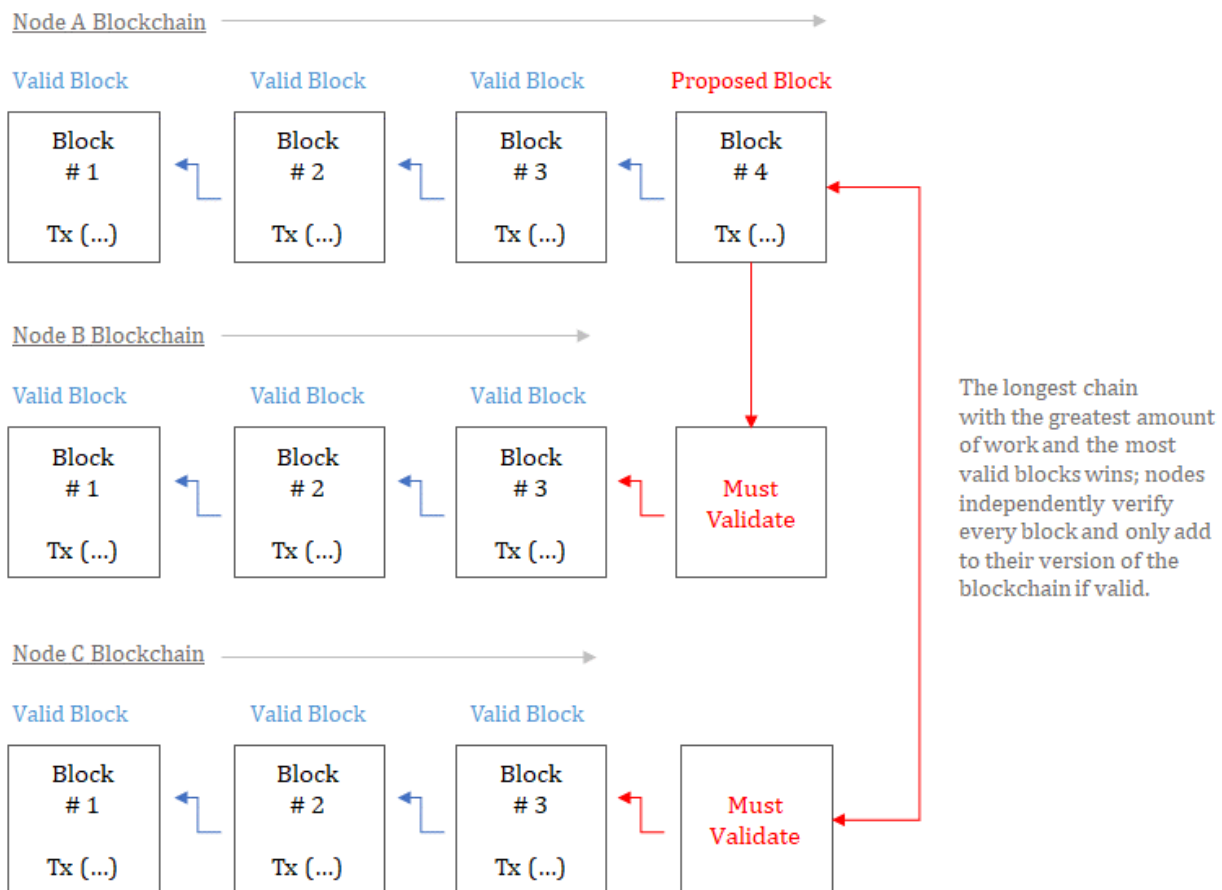 Node A Blockchain
Valid Block
Valid Block
Valid Block
Proposed Block
Block
# 1
Tx (...)
Block
# 2
Tx (...)
Block
# 3
Tx (...)
Block
# 4
Tx (...)
Node B Blockchain
Valid Block
Valid Block
Valid Block
Block
# 1
Tx (...)
Block
# 2
Tx (...)
Block
# 3
Tx (...)
Must
Validate
The longest chain
with the greatest amount
of work and the most
valid blocks wins; nodes
independently verify
every block and only add
to their version of the
blockchain if valid.
Node C Blockchain
Valid Block
Valid Block
Valid Block
Block
# 1
Tx (...)
Block
# 2
Tx (...)
Block
# 3
Tx (...)
Must
Validate